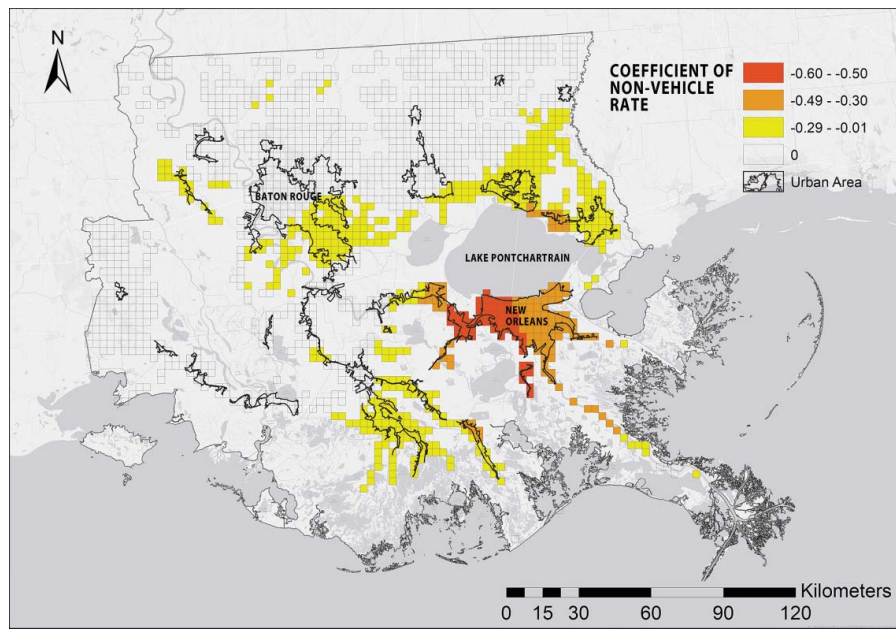 N
COEFFICIENT OF
NON-VEHICLE
RATE
-0.60 - -0.50
-0.49 - -0.30
-0.29 - -0.01
0
Urban Area
BATON ROUGE
LAKE PONTCHARTRAIN
NEW
ORLEANS
Kilometers
0 15 30 60 90 120